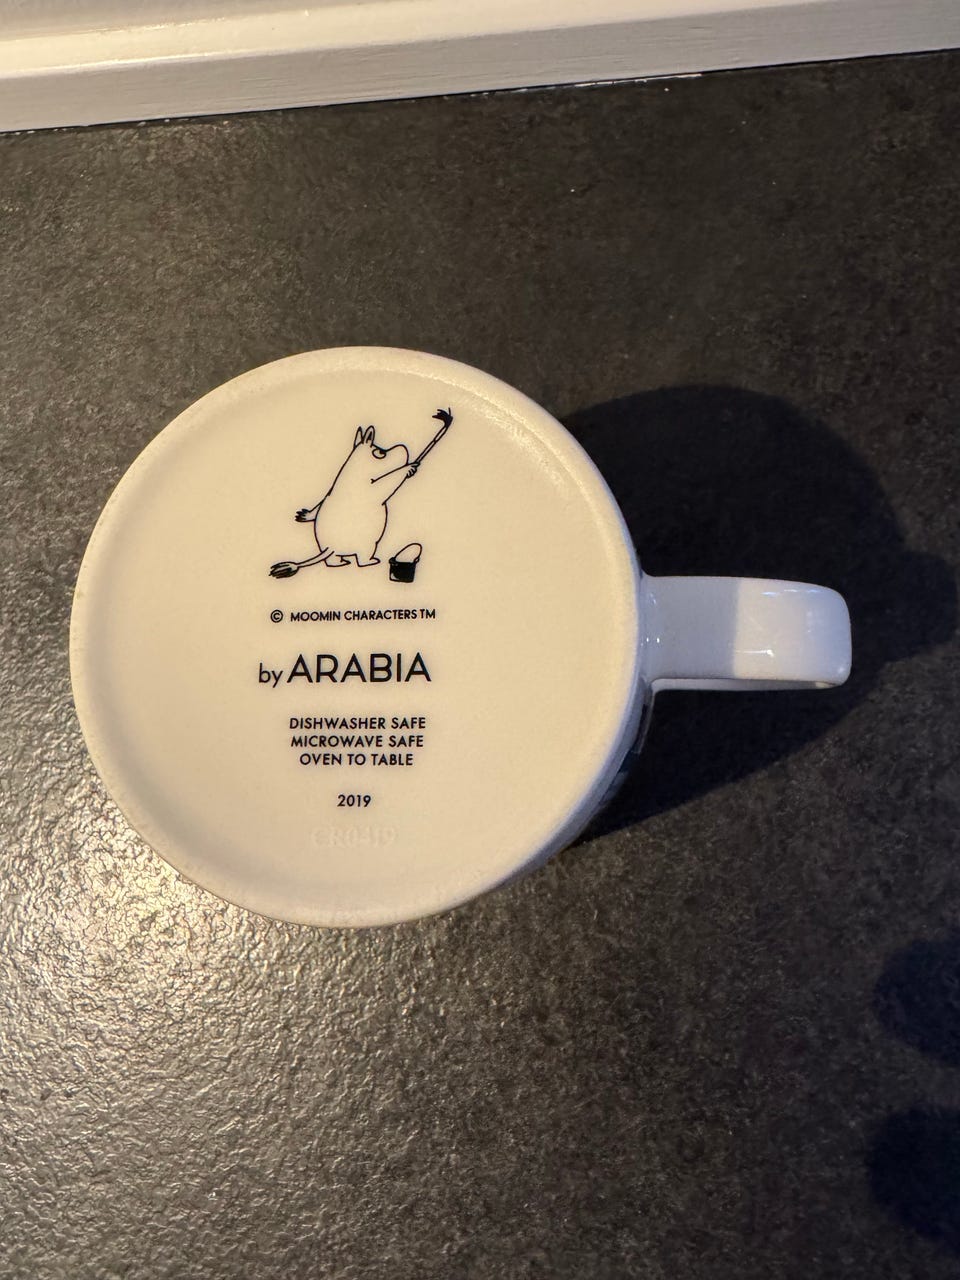 © MOOMIN CHARACTERS TM
by ARABIA
DISHWASHER SAFE
MICROWAVE SAFE
OVEN TO TABLE
2019